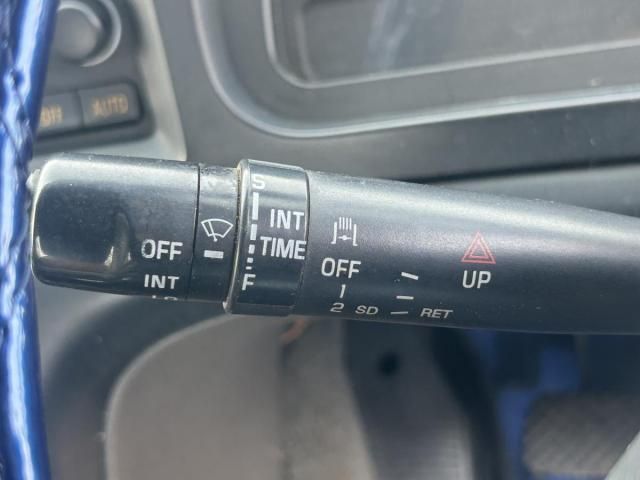 AUTO
OFF
INT
S
INT
TIME
F
OFF
1
2 SD RET
UP